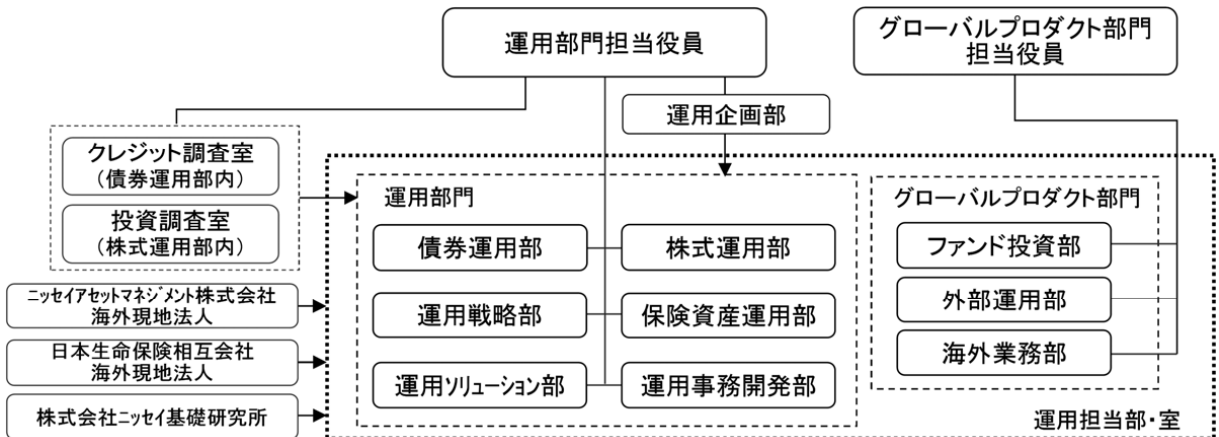 運用部門担当役員
グローバルプロダクト部門
担当役員
運用企画部
クレジット調査室
(債券運用部内)
投資調査室
(株式運用部内)
運用部門
債券運用部
株式運用部
運用戦略部
保険資産運用部
運用ソリューション部
運用事務開発部
グローバルプロダクト部門
ファンド投資部
外部運用部
海外業務部
ニッセイアセットマネジメント株式会社
海外現地法人
日本生命保険相互会社
海外現地法人
株式会社ニッセイ基礎研究所
運用担当部・室